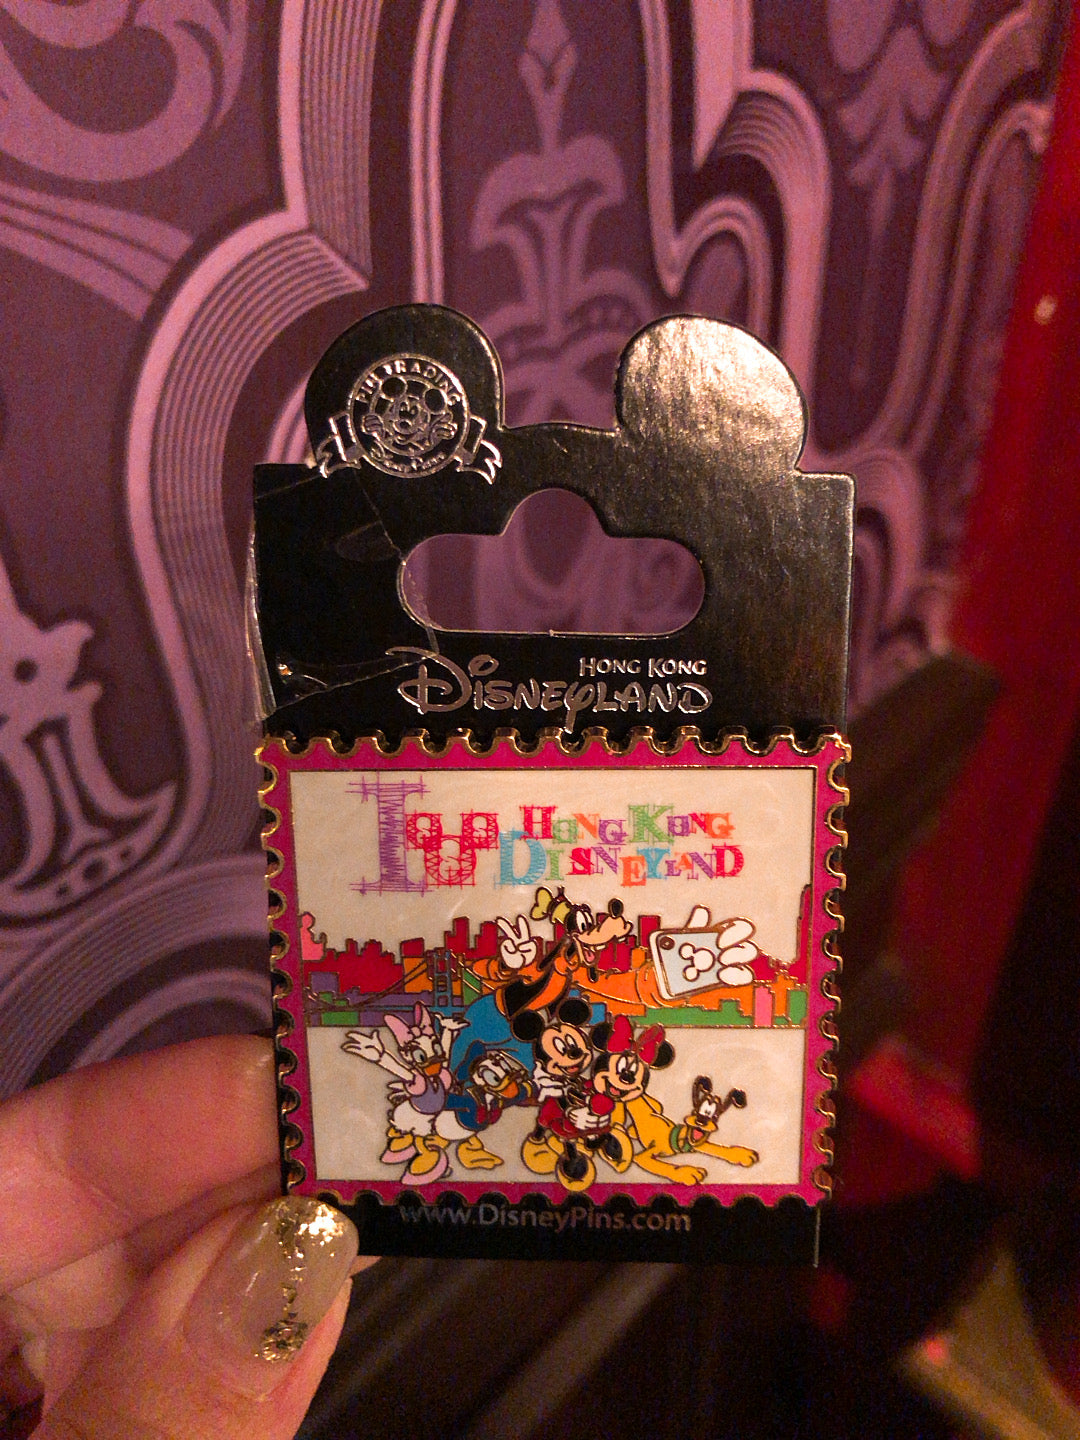 PIN TRADING
HONG KONG
DISNEYLAND
I HONG KONG
DISNEYLAND
www.DisneyPins.com